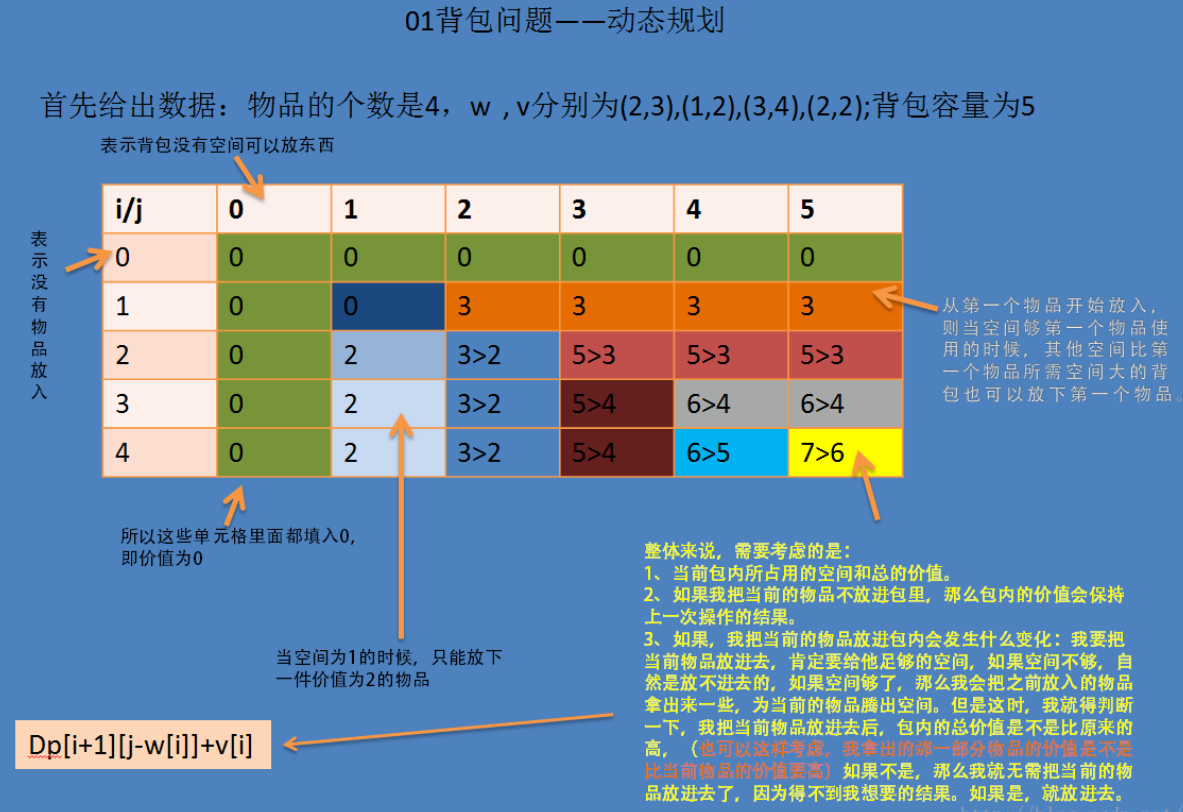 01背包问题——动态规划
首先给出数据：物品的个数是4，w , v分别为(2,3),(1,2),(3,4),(2,2);背包容量为5
表示背包没有空间可以放东西
表示没有物品放入
i/j 0 1 2 3 4 5
0 0 0 0 0 0 0
1 0 0 3 3 3 3
2 0 2 3>2 5>3 5>3 5>3
3 0 2 3>2 5>4 6>4 6>4
4 0 2 3>2 5>4 6>5 7>6
从第一个物品开始放入，
则当空间够第一个物品使
用的时候，其他空间比第
一个物品所需空间大的背
包也可以放下第一个物品。
所以这些单元格里面都填入0,
即价值为0
当空间为1的时候，只能放下
一件价值为2的物品
整体来说，需要考虑的是：
1、当前包内所占用的空间和总的价值。
2、如果我把当前的物品不放进包里，那么包内的价值会保持
上一次操作的结果。
3、如果，我把当前的物品放进包内会发生什么变化：我要把
当前物品放进去，肯定要给他足够的空间，如果空间不够，自
然是放不进去的，如果空间够了，那么我会把之前放入的物品
拿出来一些，为当前的物品腾出空间。但是这时，我就得判断
一下，我把当前物品放进去后，包内的总价值是不是比原来的
高，（也可以这样考虑，我拿出的那一部分物品的价值是不是
比当前物品的价值要高）如果不是，那么我就无需把当前的物
品放进去了，因为得不到我想要的结果。如果是，就放进去。
Dp[i+1][j-w[i]]+v[i]